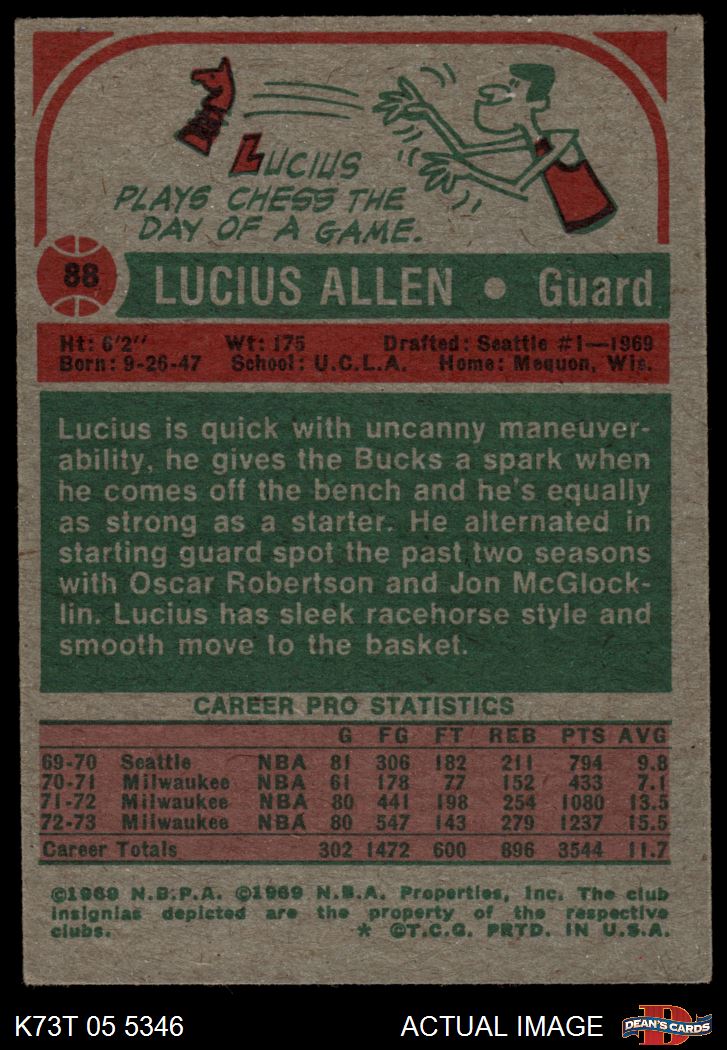 LUCIUS
PLAYS CHESS THE
DAY OF A GAME.
88 LUCIUS ALLEN • Guard
Ht: 6'2'' Wt: 175 Drafted: Seattle #1—1969
Born: 9-26-47 School: U.C.L.A. Home: Mequon, Wis.
Lucius is quick with uncanny maneuver-
ability, he gives the Bucks a spark when
he comes off the bench and he's equally
as strong as a starter. He alternated in
starting guard spot the past two seasons
with Oscar Robertson and Jon McGlock-
lin. Lucius has sleek racehorse style and
smooth move to the basket.
CAREER PRO STATISTICS
G FG FT REB PTS AVG
69-70 Seattle NBA 81 306 182 211 794 9.8
70-71 Milwaukee NBA 61 178 77 152 433 7.1
71-72 Milwaukee NBA 80 441 198 254 1080 13.5
72-73 Milwaukee NBA 80 547 143 279 1237 15.5
Career Totals 302 1472 600 896 3544 11.7
©1969 N.B.P.A. ©1969 N.B.A. Properties, Inc. The club
insignias depicted are the property of the respective
clubs. * ©T.C.G. PRTD. IN U.S.A.
K73T 05 5346 ACTUAL IMAGE D DEAN'S CARDS